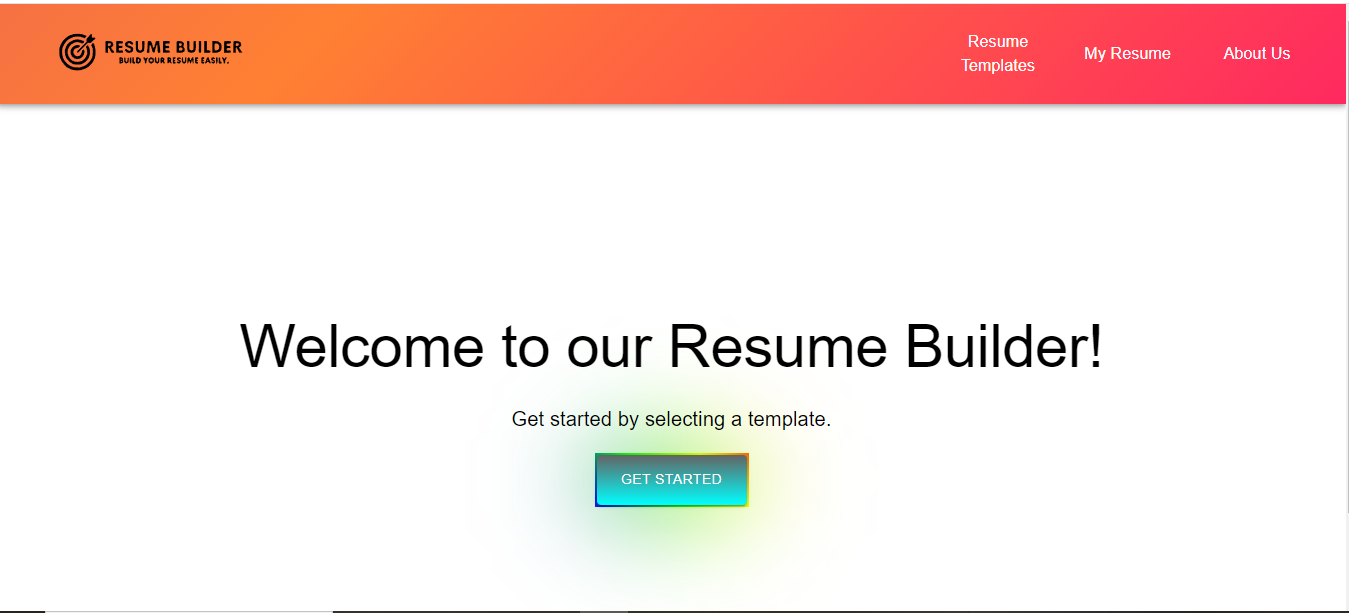 RESUME BUILDER
BUILD YOUR RESUME EASILY.
Resume
Templates
My Resume
About Us
Welcome to our Resume Builder!
Get started by selecting a template.
GET STARTED